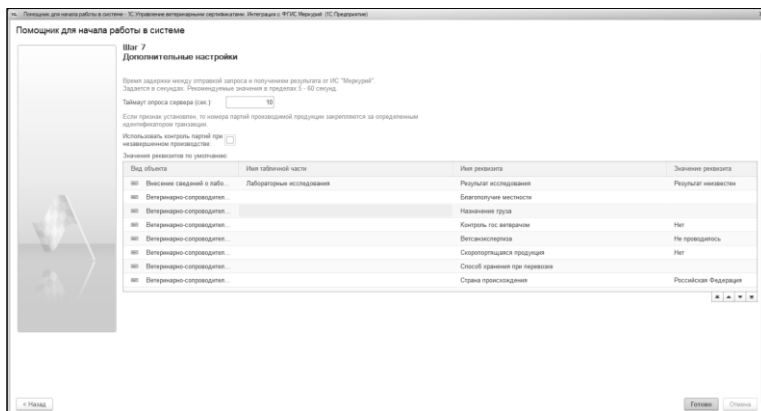 Помощник для начала работы в системе - 1С:Управление ветеринарными сертификатами. Интеграция с ФГИС Меркурий (1С:Предприятие)
Помощник для начала работы в системе
Шаг 7
Дополнительные настройки
Время задержки между отправкой запроса и получением результата от ИС "Меркурий".
Задается в секундах. Рекомендуемые значения в пределах 5 - 60 секунд.
Таймаут опроса сервера (сек.): 10
Если признак установлен, то номера партий производимой продукции закрепляются за определенным
идентификатором транзакции.
Использовать контроль партий при
незавершенном производстве:
Значения реквизитов по умолчанию:
Вид объекта Имя табличной части Имя реквизита Значение реквизита
Внесение сведений о лабо... Лабораторные исследования Результат исследования Результат неизвестен
Ветеринарно-сопроводител... Благополучие местности
Ветеринарно-сопроводител... Назначение груза
Ветеринарно-сопроводител... Контроль гос.ветврачом Нет
Ветеринарно-сопроводител... Ветсанэкспертиза Не проводилось
Ветеринарно-сопроводител... Скоропортящаяся продукция Нет
Ветеринарно-сопроводител... Способ хранения при перевозке
Ветеринарно-сопроводител... Страна происхождения Российская Федерация
< Назад Готово Отмена